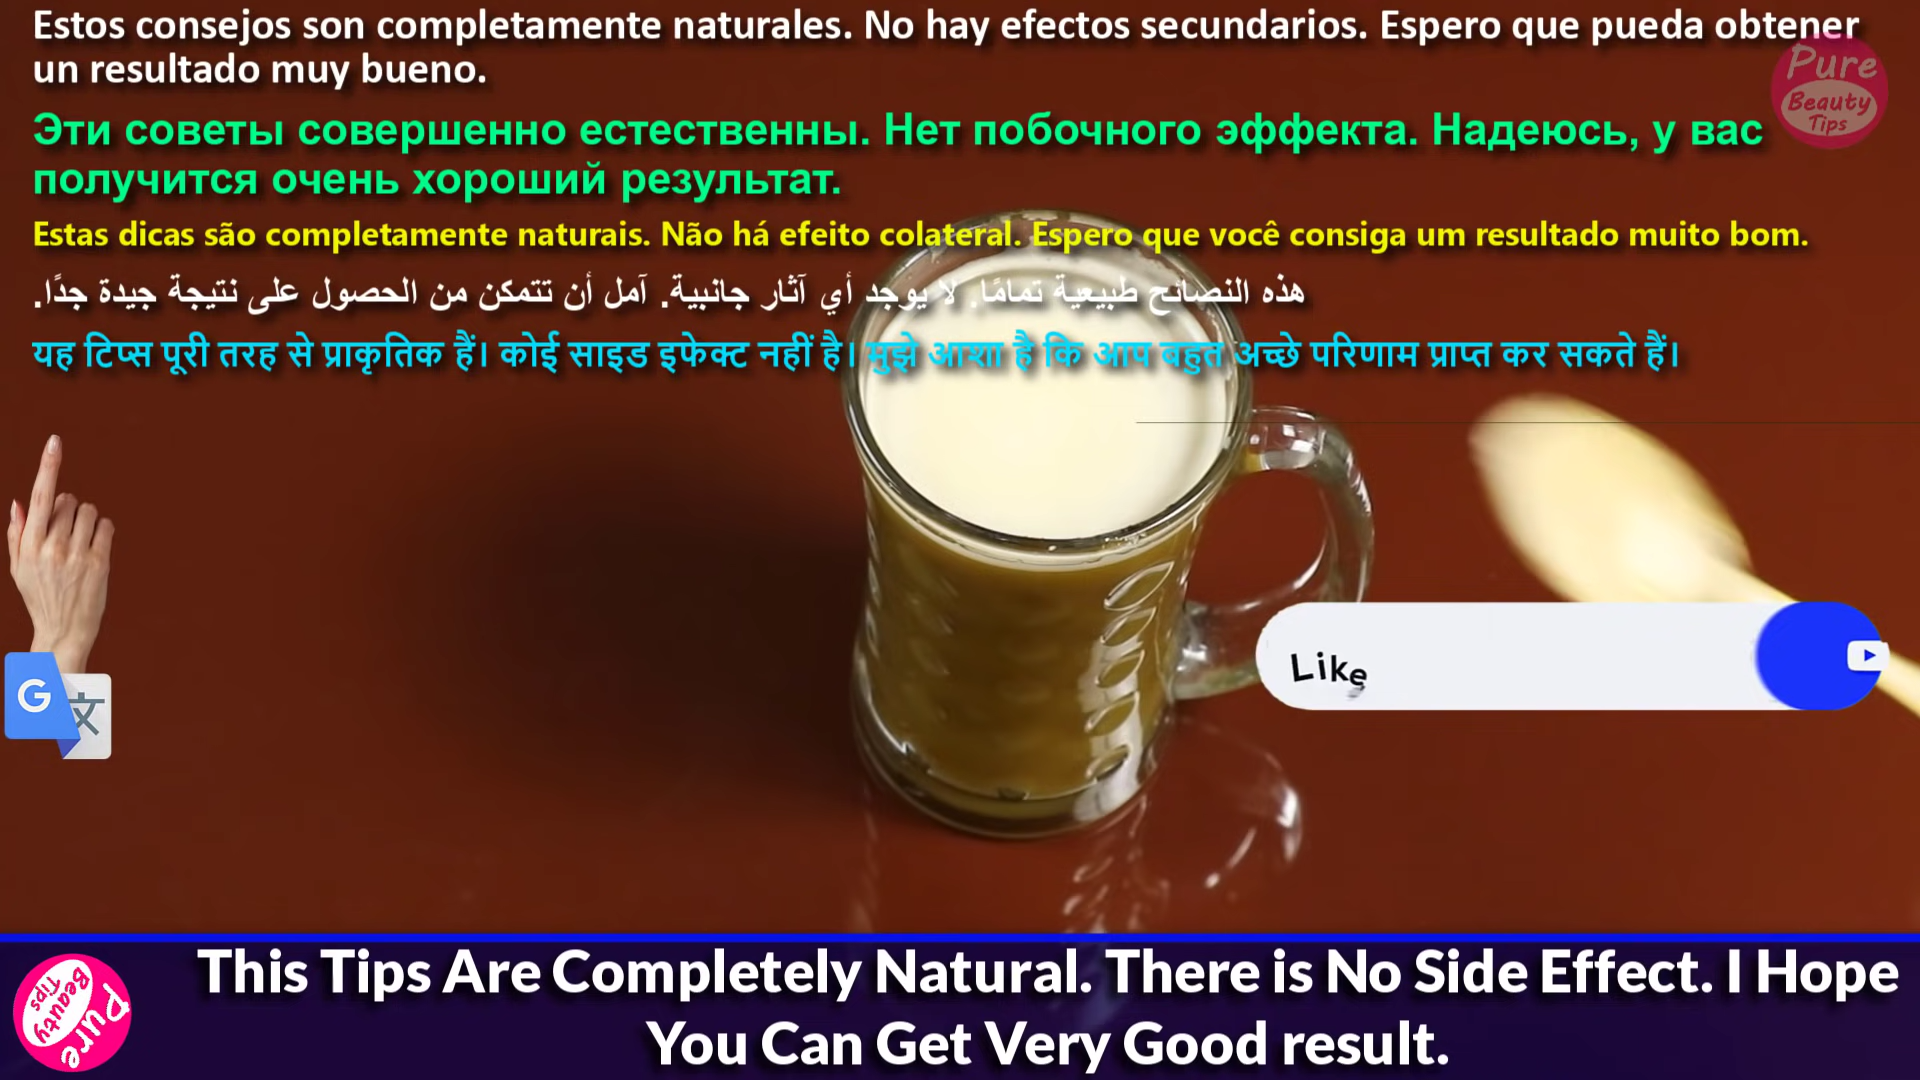 Estos consejos son completamente naturales. No hay efectos secundarios. Espero que pueda obtener
un resultado muy bueno.
Pure
Beauty
Tips
Эти советы совершенно естественны. Нет побочного эффекта. Надеюсь, у вас
получится очень хороший результат.
Estas dicas são completamente naturais. Não há efeito colateral. Espero que você consiga um resultado muito bom.
هذه النصائح طبيعية تمامًا. لا يوجد أي آثار جانبية. آمل أن تتمكن من الحصول على نتيجة جيدة جدًا.
यह टिप्स पूरी तरह से प्राकृतिक हैं। कोई साइड इफेक्ट नहीं है। मुझे आशा है कि आप बहुत अच्छे परिणाम प्राप्त कर सकते हैं।
G 文
Like
This Tips Are Completely Natural. There is No Side Effect. I Hope
You Can Get Very Good result.
Pure
Beauty
Tips